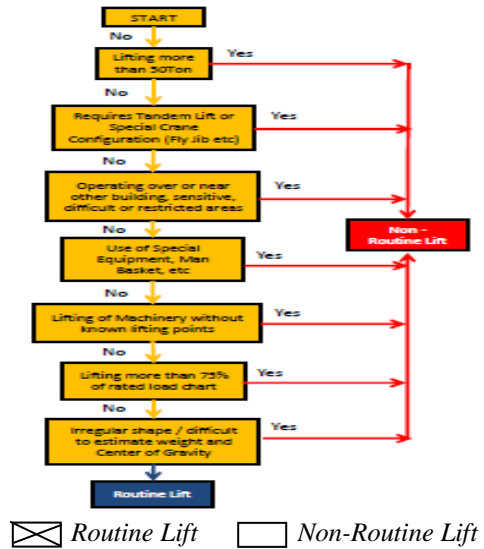 START
No
Lifting more
than 50Ton
Yes
No
Requires Tandem Lift or
Special Crane
Configuration (Fly Jib etc)
Yes
No
Operating over or near
other building, sensitive,
difficult or restricted areas
Yes
Non -
Routine Lift
No
Use of Special
Equipment, Man
Basket, etc
Yes
No
Lifting of Machinery without
known lifting points
Yes
No
Lifting more than 75%
of rated load chart
Yes
No
Irregular shape / difficult
to estimate weight and
Center of Gravity
Yes
Routine Lift
Routine Lift Non-Routine Lift